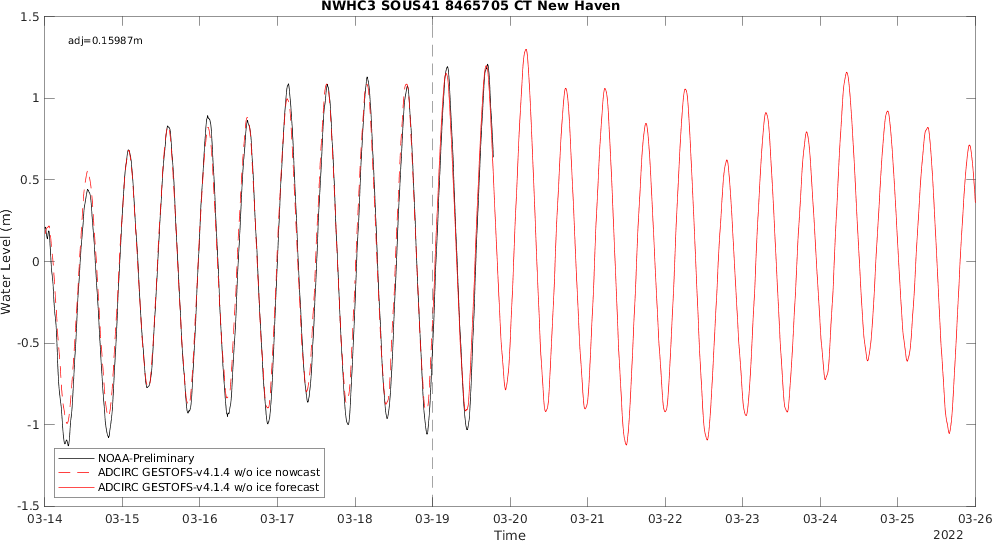 NWHC3 SOUS41 8465705 CT New Haven
adj=0.15987m
Water Level (m)
1.5
1
0.5
0
-0.5
-1
-1.5
NOAA-Preliminary
ADCIRC GESTOFS-v4.1.4 w/o ice nowcast
ADCIRC GESTOFS-v4.1.4 w/o ice forecast
03-14 03-15 03-16 03-17 03-18 03-19 03-20 03-21 03-22 03-23 03-24 03-25 03-26
Time
2022